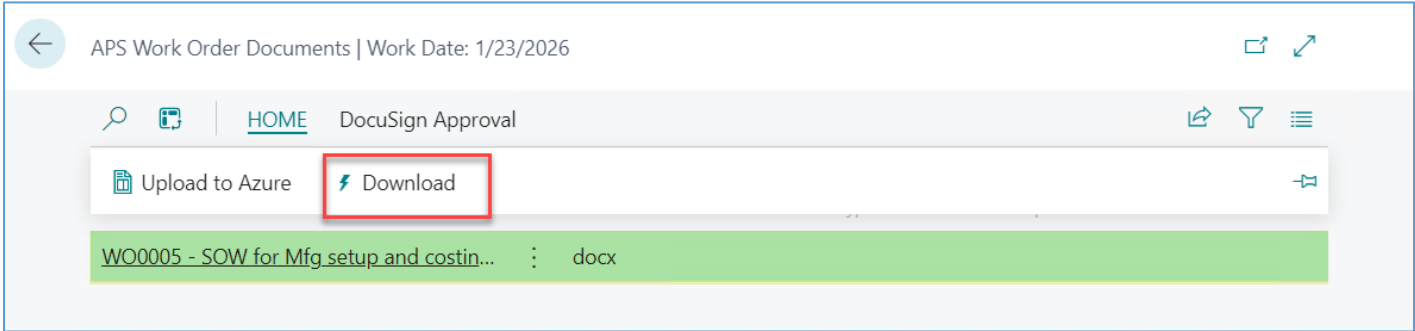 APS Work Order Documents | Work Date: 1/23/2026
HOME DocuSign Approval
Upload to Azure Download
WO0005 - SOW for Mfg setup and costin... docx